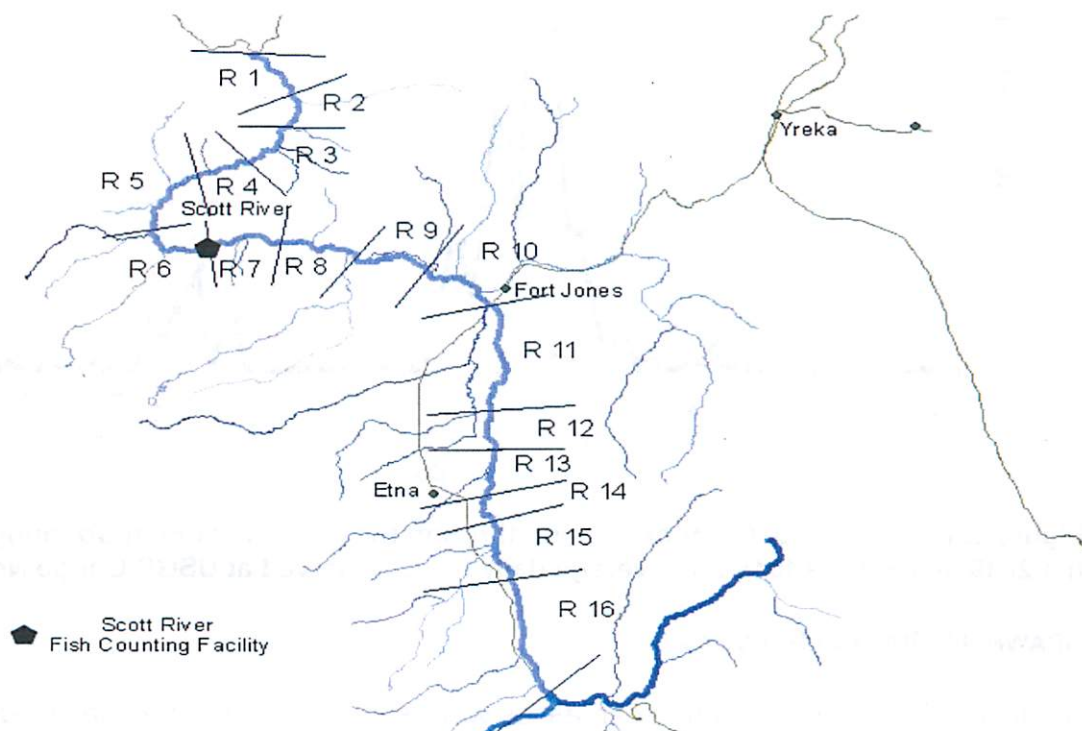 R 1
R 2
R 3
R 4
R 5
Scott River
R 6
R 7
R 8
R 9
R 10
Yreka
Fort Jones
R 11
R 12
R 13
Etna
R 14
R 15
R 16
Scott River
Fish Counting Facility